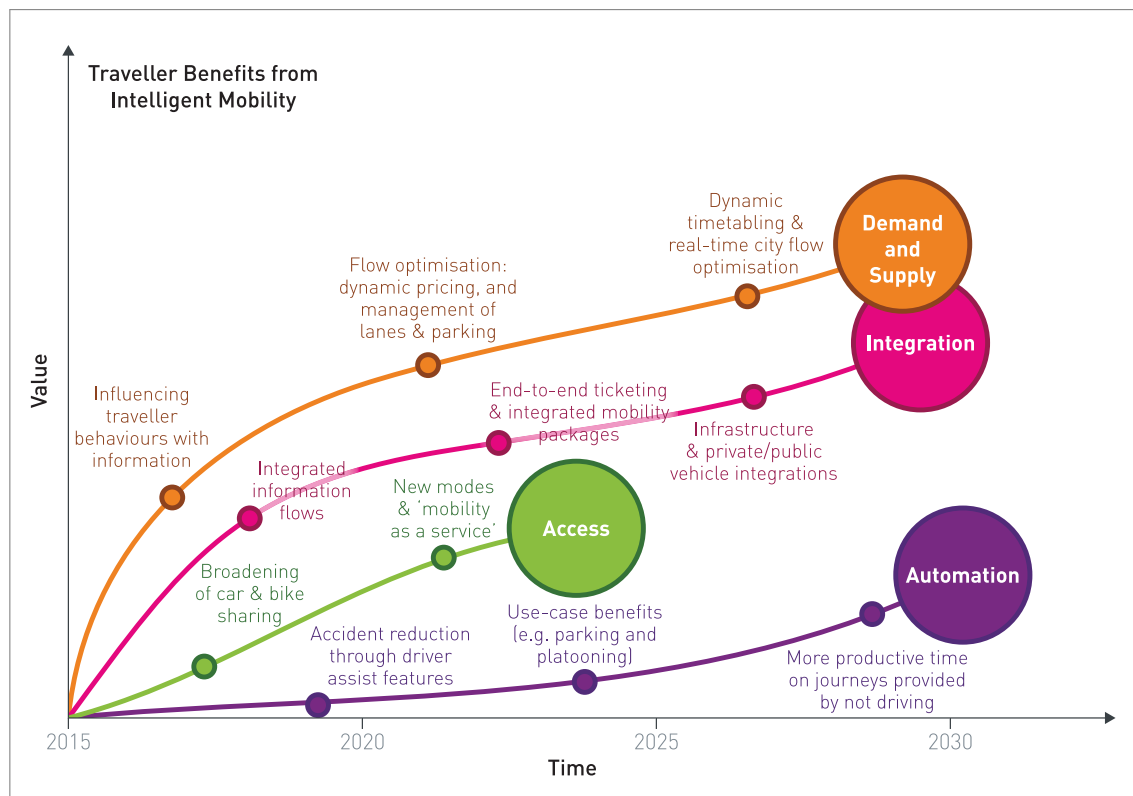 Traveller Benefits from
Intelligent Mobility
Value
Influencing
traveller
behaviours with
information
Flow optimisation:
dynamic pricing, and
management of
lanes & parking
Dynamic
timetabling &
real-time city flow
optimisation
Demand
and
Supply
Integrated
information
flows
End-to-end ticketing
& integrated mobility
packages
Infrastructure
& private/public
vehicle integrations
Integration
Broadening
of car & bike
sharing
New modes
& ‘mobility
as a service’
Access
Accident reduction
through driver
assist features
Use-case benefits
(e.g. parking and
platooning)
More productive time
on journeys provided
by not driving
Automation
2015
2020
2025
2030
Time